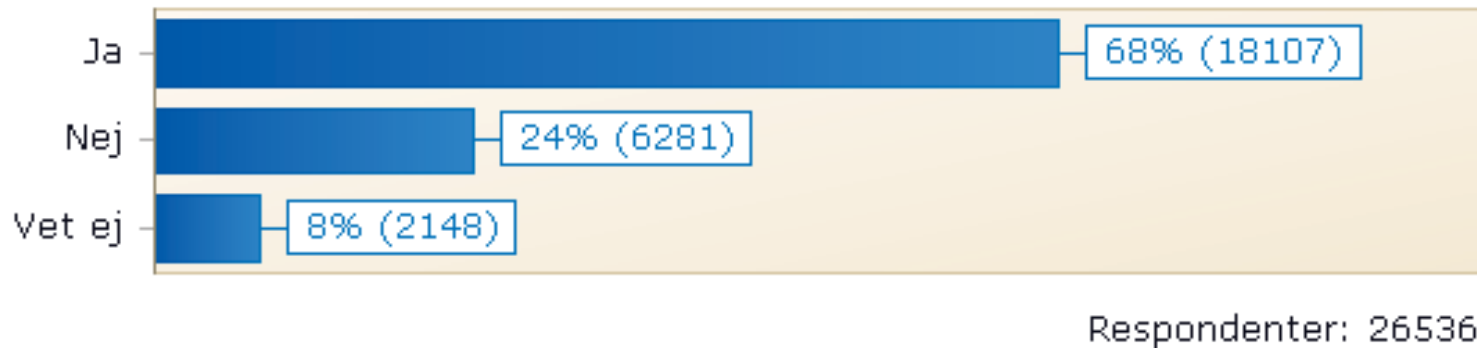 Ja 68% (18107)
Nej 24% (6281)
Vet ej 8% (2148)
Respondenter: 26536